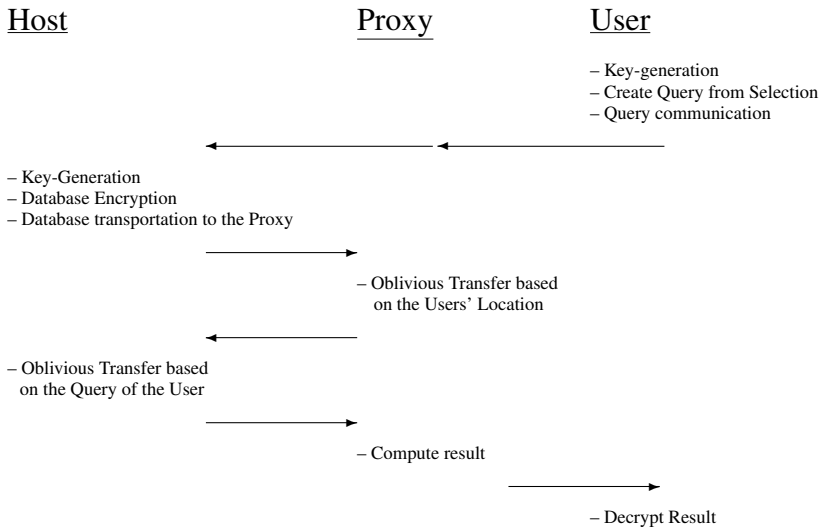 Host
Proxy
User
– Key-generation
– Create Query from Selection
– Query communication
– Key-Generation
– Database Encryption
– Database transportation to the Proxy
– Oblivious Transfer based
on the Users' Location
– Oblivious Transfer based
on the Query of the User
– Compute result
– Decrypt Result